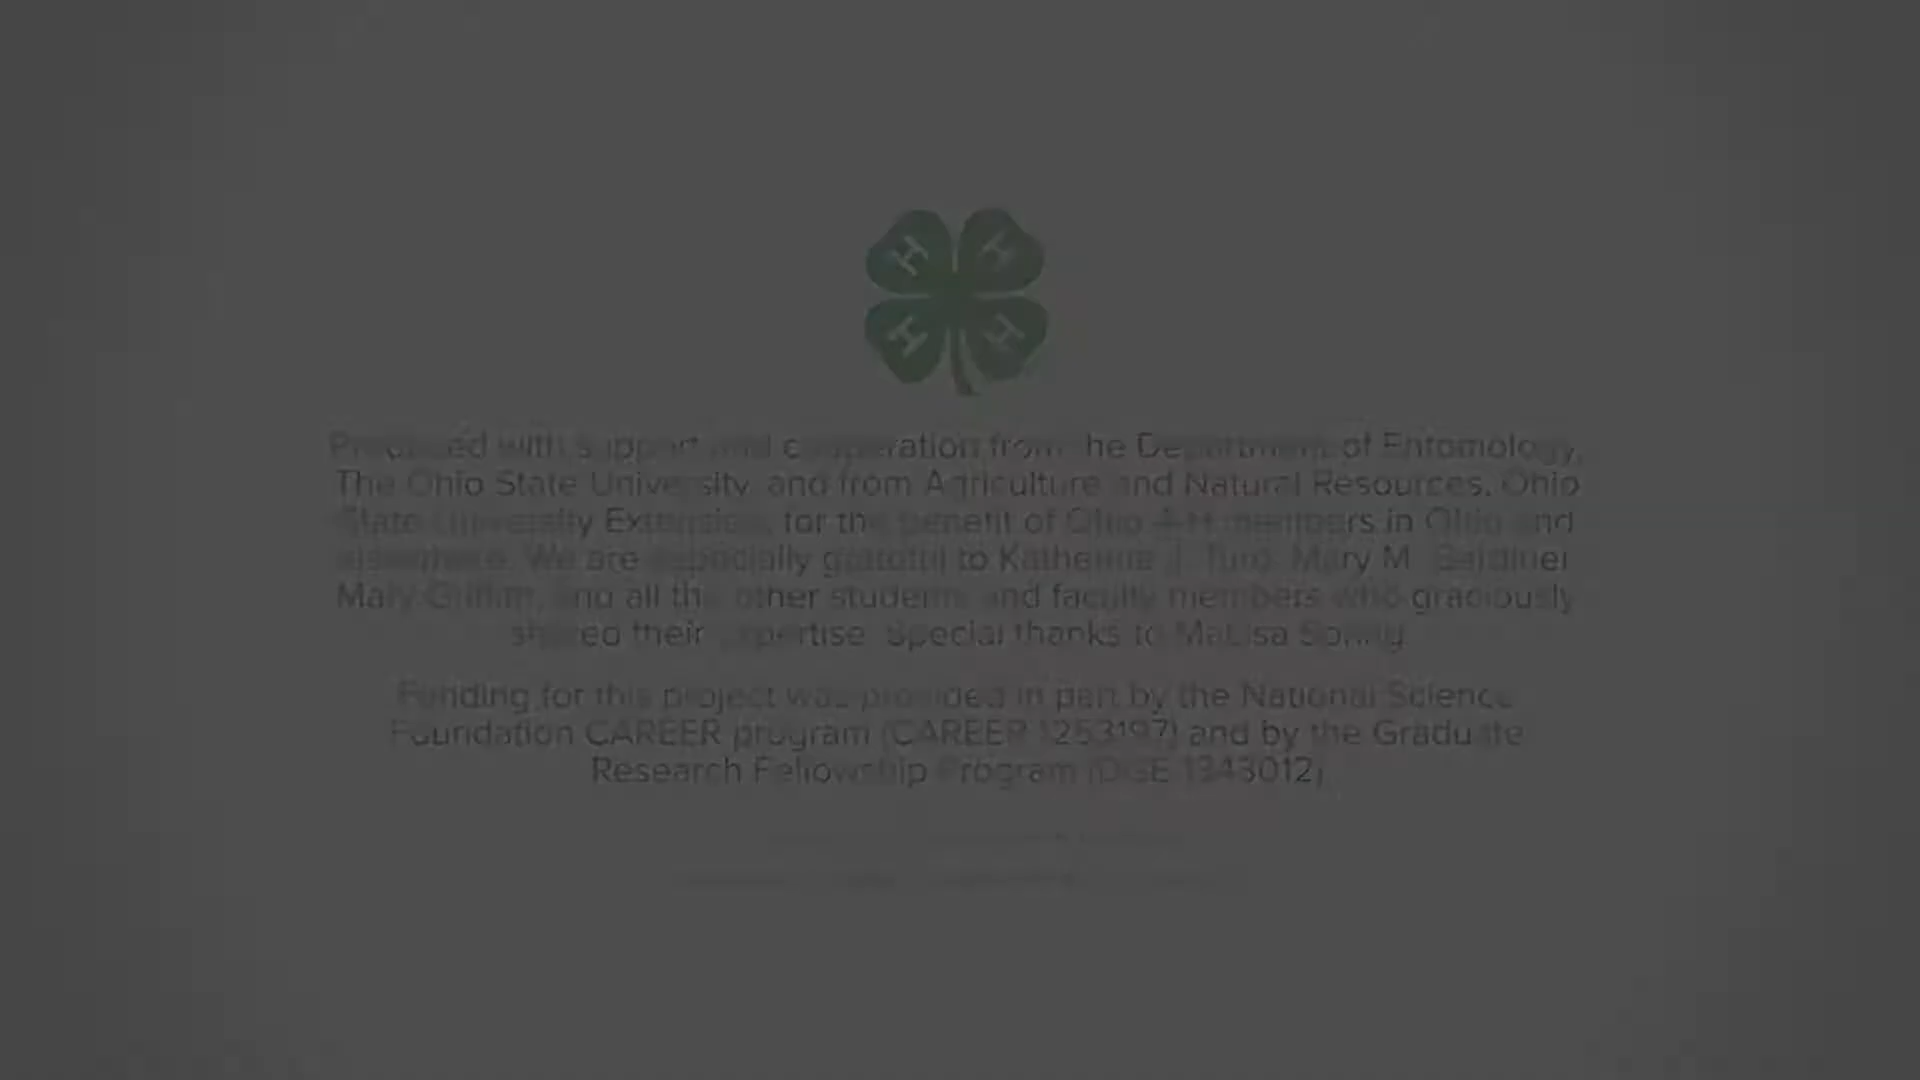 H H
H H
Produced with support and cooperation from the Department of Entomology,
The Ohio State University, and from Agriculture and Natural Resources, Ohio
State University Extension, for the benefit of Ohio 4-H members in Ohio and
elsewhere. We are especially grateful to Katherine J. Mary M.
Mary Griffith, and all the other students and faculty members who graciously
shared their expertise. Special thanks to MaLisa
Funding for this project was provided in part by the National Science
Foundation CAREER program (CAREER 1253197) and by the Graduate
Research Fellowship Program (DGE 1343012).